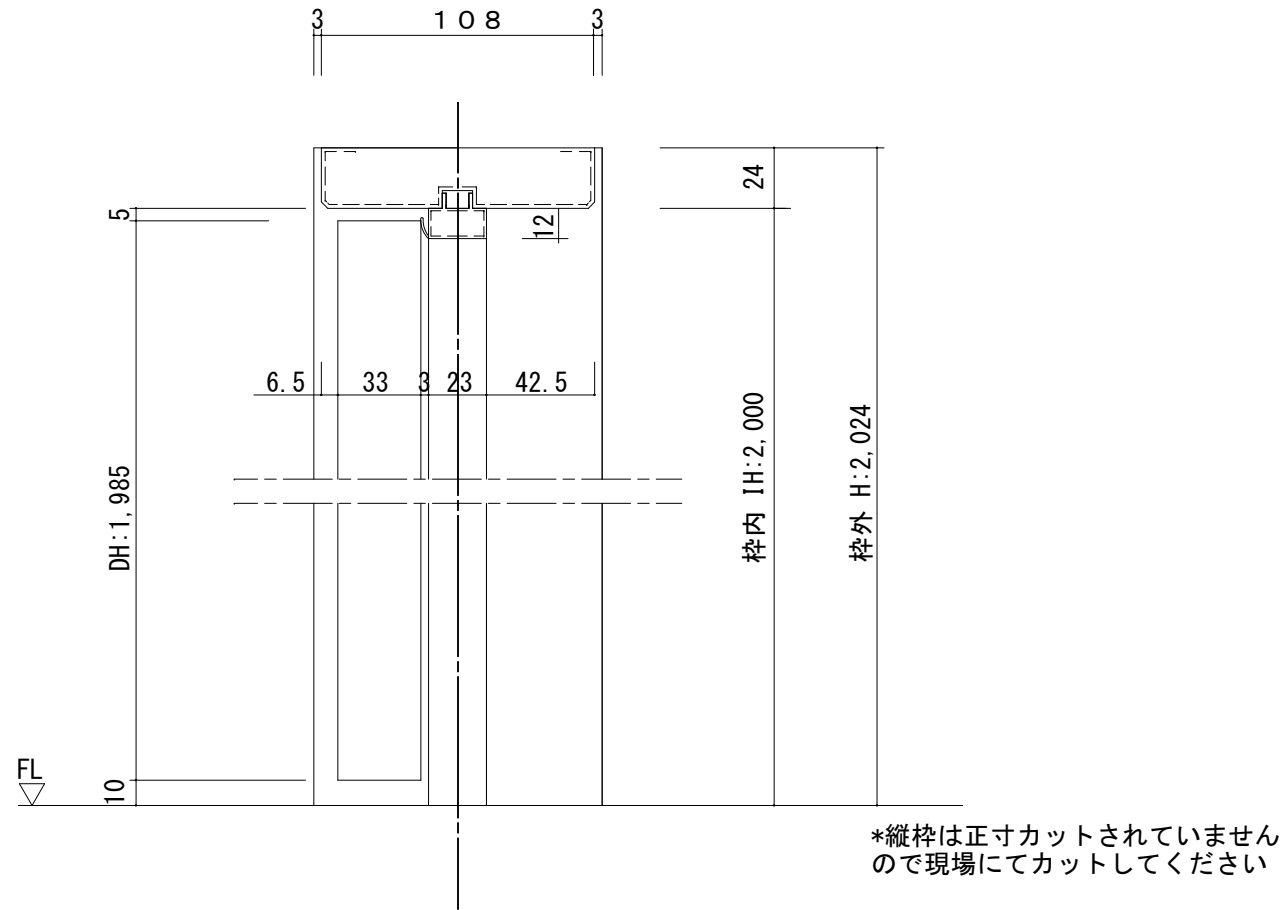 3 １０８ 3
24
5
12
6.5 33 3 23 42.5
DH:1,985
枠内 IH:2,000
枠外 H:2,024
FL
10
*縦枠は正寸カットされていません
ので現場にてカットしてください